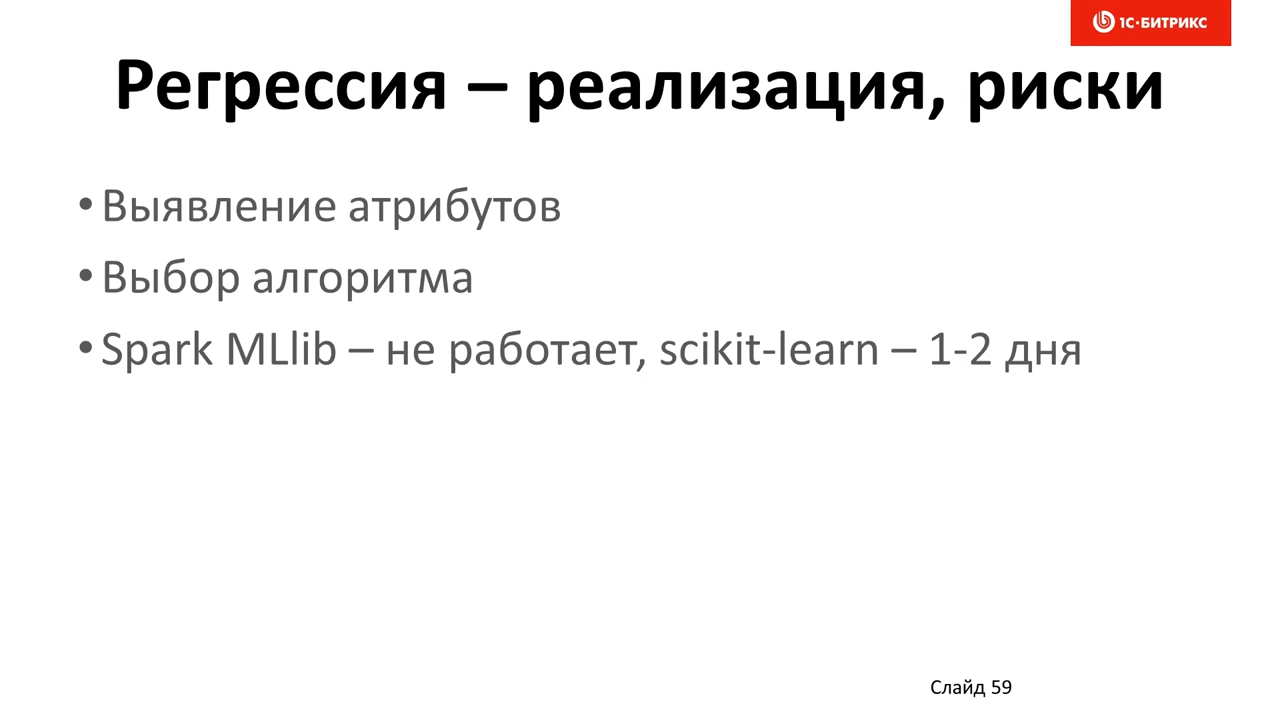 1С·БИТРИКС
Регрессия – реализация, риски
• Выявление атрибутов
• Выбор алгоритма
• Spark MLlib – не работает, scikit-learn – 1-2 дня
Слайд 59